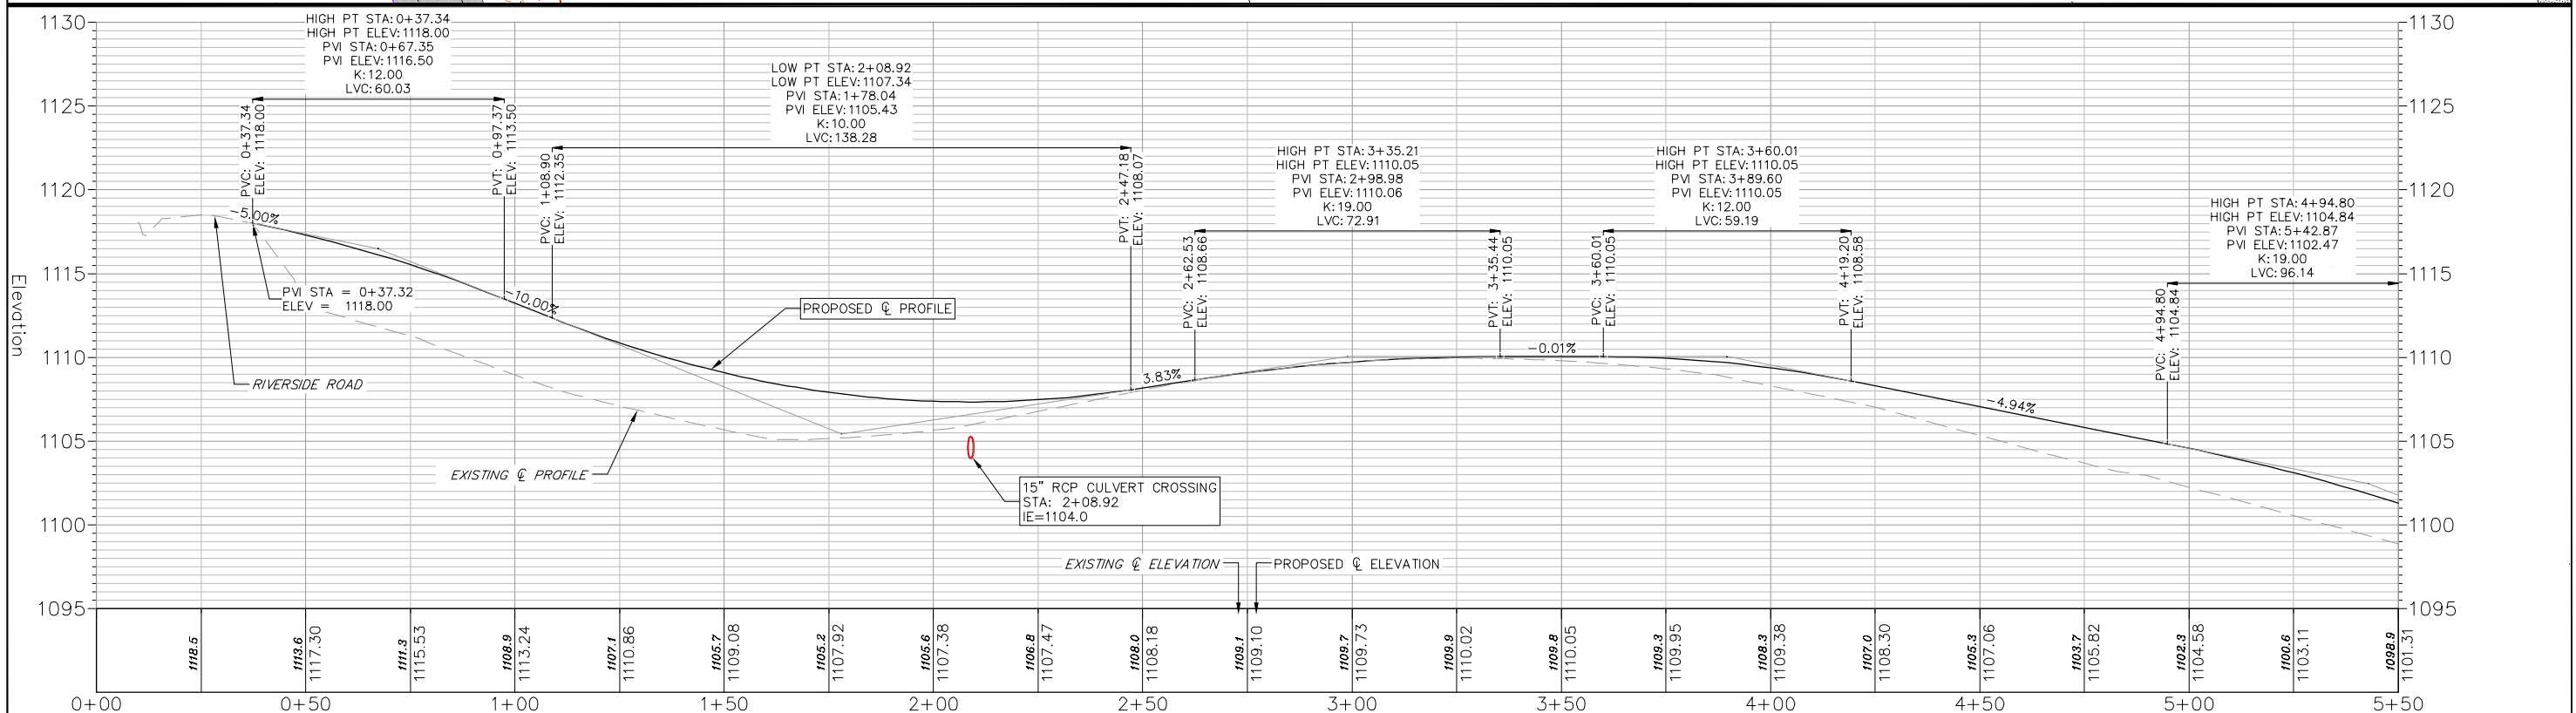 HIGH PT STA: 0+37.34
HIGH PT ELEV: 1118.00
PVI STA: 0+67.35
PVI ELEV: 1116.50
K: 12.00
LVC: 60.03
LOW PT STA: 2+08.92
LOW PT ELEV: 1107.34
PVI STA: 1+78.04
PVI ELEV: 1105.43
K: 10.00
LVC: 138.28
HIGH PT STA: 3+35.21
HIGH PT ELEV: 1110.05
PVI STA: 2+98.98
PVI ELEV: 1110.06
K: 19.00
LVC: 72.91
HIGH PT STA: 3+60.01
HIGH PT ELEV: 1110.05
PVI STA: 3+89.60
PVI ELEV: 1110.05
K: 12.00
LVC: 59.19
HIGH PT STA: 4+94.80
HIGH PT ELEV: 1104.84
PVI STA: 5+42.87
PVI ELEV: 1102.47
K: 19.00
LVC: 96.14
PVC: 0+37.34
ELEV: 1118.00
PVT: 0+97.37
ELEV: 1113.50
PVC: 1+08.90
ELEV: 1112.35
PVT: 2+47.18
ELEV: 1108.07
PVC: 2+62.53
ELEV: 1108.66
PVT: 3+35.44
ELEV: 1110.05
PVC: 3+60.01
ELEV: 1110.05
PVT: 4+19.20
ELEV: 1108.58
PVC: 4+94.80
ELEV: 1104.84
-5.00%
-10.00%
3.83%
-0.01%
-4.94%
PVI STA = 0+37.32
ELEV = 1118.00
PROPOSED ℄ PROFILE
RIVERSIDE ROAD
EXISTING ℄ PROFILE
15" RCP CULVERT CROSSING
STA: 2+08.92
IE=1104.0
EXISTING ℄ ELEVATION
PROPOSED ℄ ELEVATION
Elevation
1130
1125
1120
1115
1110
1105
1100
1095
1130
1125
1120
1115
1110
1105
1100
1095
1118.5
1113.6
1117.30
1111.3
1115.53
1108.9
1113.24
1107.1
1110.86
1105.7
1109.08
1105.2
1107.92
1105.6
1107.38
1106.8
1107.47
1108.0
1108.18
1109.1
1109.10
1109.7
1109.73
1109.9
1110.02
1109.8
1110.05
1109.3
1109.95
1108.3
1109.38
1107.0
1108.30
1105.3
1107.06
1103.7
1105.82
1102.3
1104.58
1100.6
1103.11
1098.9
1101.31
0+00
0+50
1+00
1+50
2+00
2+50
3+00
3+50
4+00
4+50
5+00
5+50